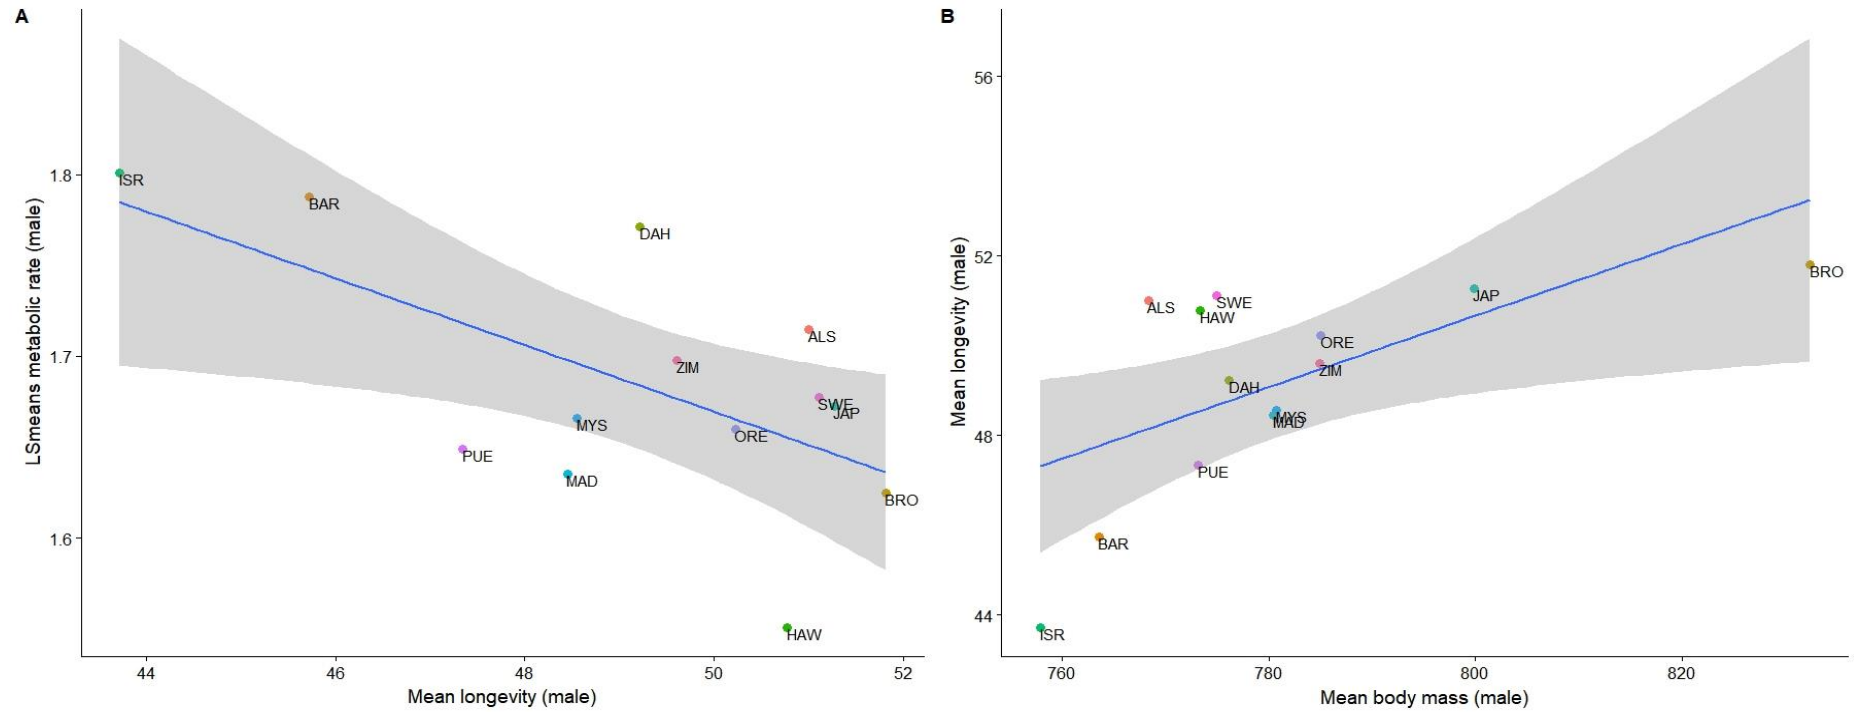 A
LSmeans metabolic rate (male)
1.8
1.7
1.6
ISR
BAR
DAH
ALS
ZIM
SWE
JAP
MYS
ORE
PUE
MAD
BRO
HAW
44
46
48
50
52
Mean longevity (male)
B
Mean longevity (male)
56
52
48
44
BRO
JAP
SWE
ALS
HAW
ORE
ZIM
DAH
MYS
MAD
PUE
BAR
ISR
760
780
800
820
Mean body mass (male)